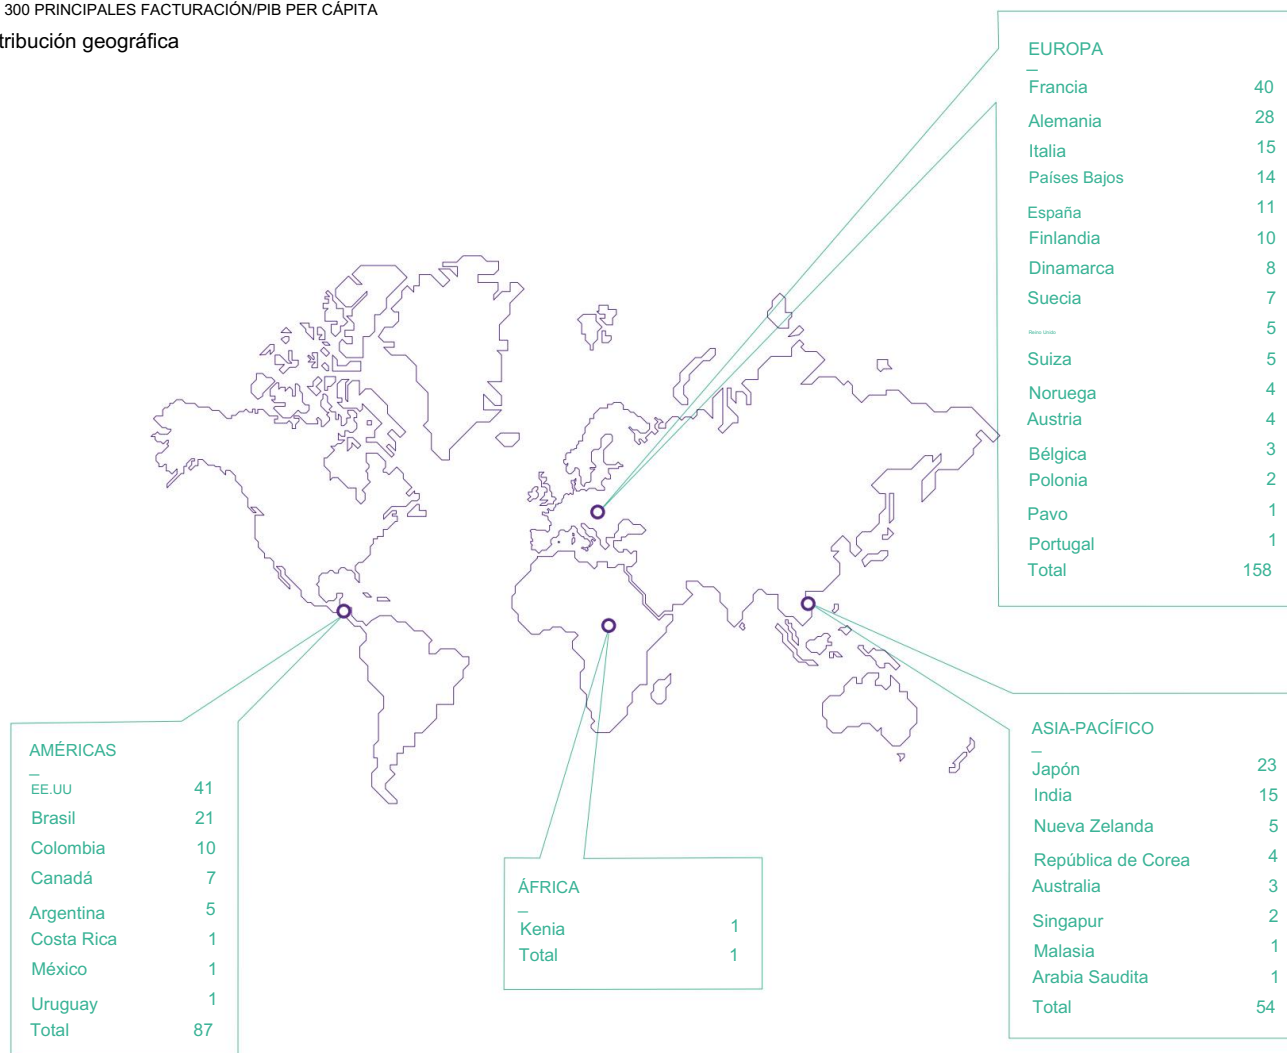 300 PRINCIPALES FACTURACIÓN/PIB PER CÁPITA
tribución geográfica
EUROPA
–
Francia 40
Alemania 28
Italia 15
Países Bajos 14
España 11
Finlandia 10
Dinamarca 8
Suecia 7
Reino Unido 5
Suiza 5
Noruega 4
Austria 4
Bélgica 3
Polonia 2
Pavo 1
Portugal 1
Total 158
AMÉRICAS
–
EE.UU 41
Brasil 21
Colombia 10
Canadá 7
Argentina 5
Costa Rica 1
México 1
Uruguay 1
Total 87
ÁFRICA
–
Kenia 1
Total 1
ASIA-PACÍFICO
–
Japón 23
India 15
Nueva Zelanda 5
República de Corea 4
Australia 3
Singapur 2
Malasia 1
Arabia Saudita 1
Total 54